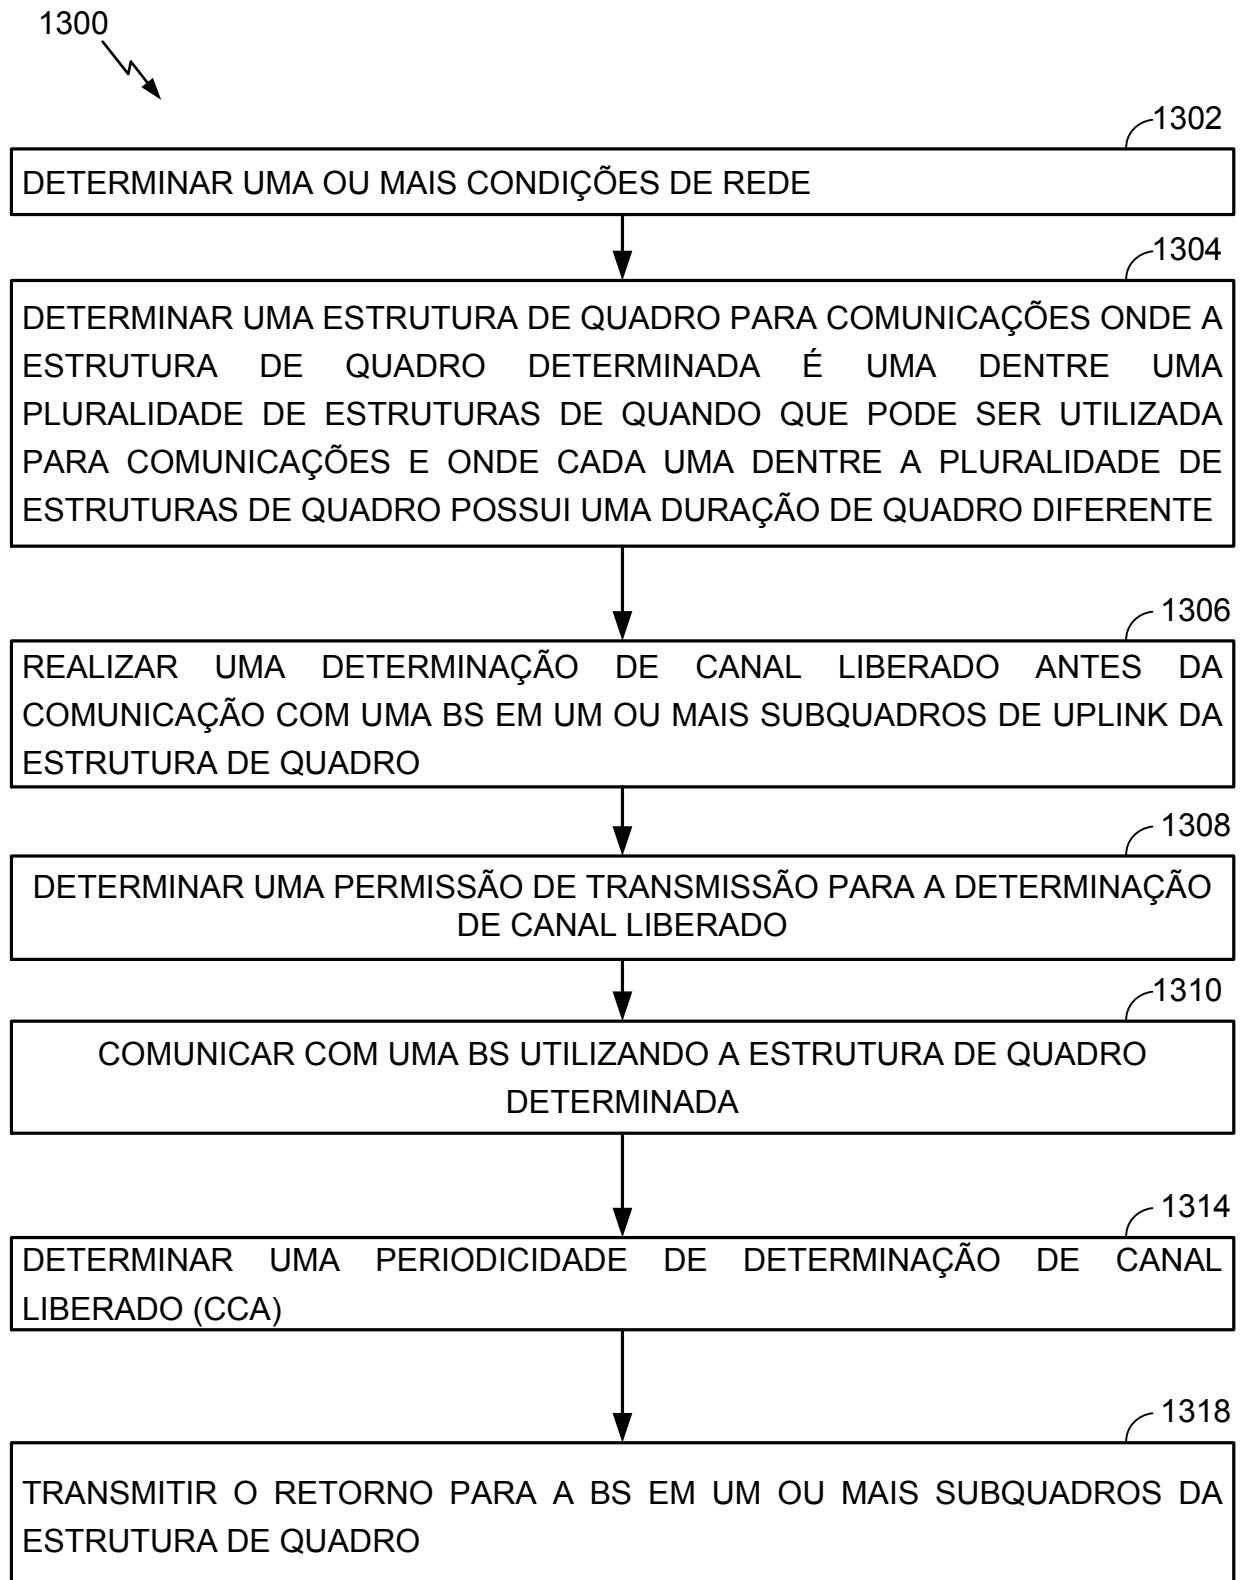 1300
1302
DETERMINAR UMA OU MAIS CONDIÇÕES DE REDE
1304
DETERMINAR UMA ESTRUTURA DE QUADRO PARA COMUNICAÇÕES ONDE A
ESTRUTURA DE QUADRO DETERMINADA É UMA DENTRE UMA
PLURALIDADE DE ESTRUTURAS DE QUANDO QUE PODE SER UTILIZADA
PARA COMUNICAÇÕES E ONDE CADA UMA DENTRE A PLURALIDADE DE
ESTRUTURAS DE QUADRO POSSUI UMA DURAÇÃO DE QUADRO DIFERENTE
1306
REALIZAR UMA DETERMINAÇÃO DE CANAL LIBERADO ANTES DA
COMUNICAÇÃO COM UMA BS EM UM OU MAIS SUBQUADROS DE UPLINK DA
ESTRUTURA DE QUADRO
1308
DETERMINAR UMA PERMISSÃO DE TRANSMISSÃO PARA A DETERMINAÇÃO
DE CANAL LIBERADO
1310
COMUNICAR COM UMA BS UTILIZANDO A ESTRUTURA DE QUADRO
DETERMINADA
1314
DETERMINAR UMA PERIODICIDADE DE DETERMINAÇÃO DE CANAL
LIBERADO (CCA)
1318
TRANSMITIR O RETORNO PARA A BS EM UM OU MAIS SUBQUADROS DA
ESTRUTURA DE QUADRO